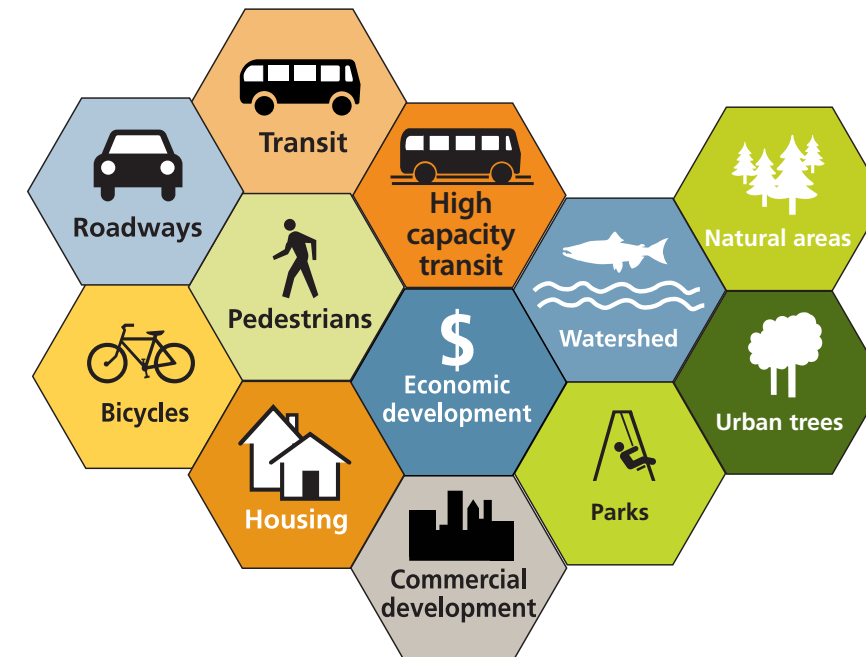 Transit
Roadways
High
capacity
transit
Natural areas
Pedestrians
Watershed
$
Economic
development
Bicycles
Urban trees
Housing
Parks
Commercial
development